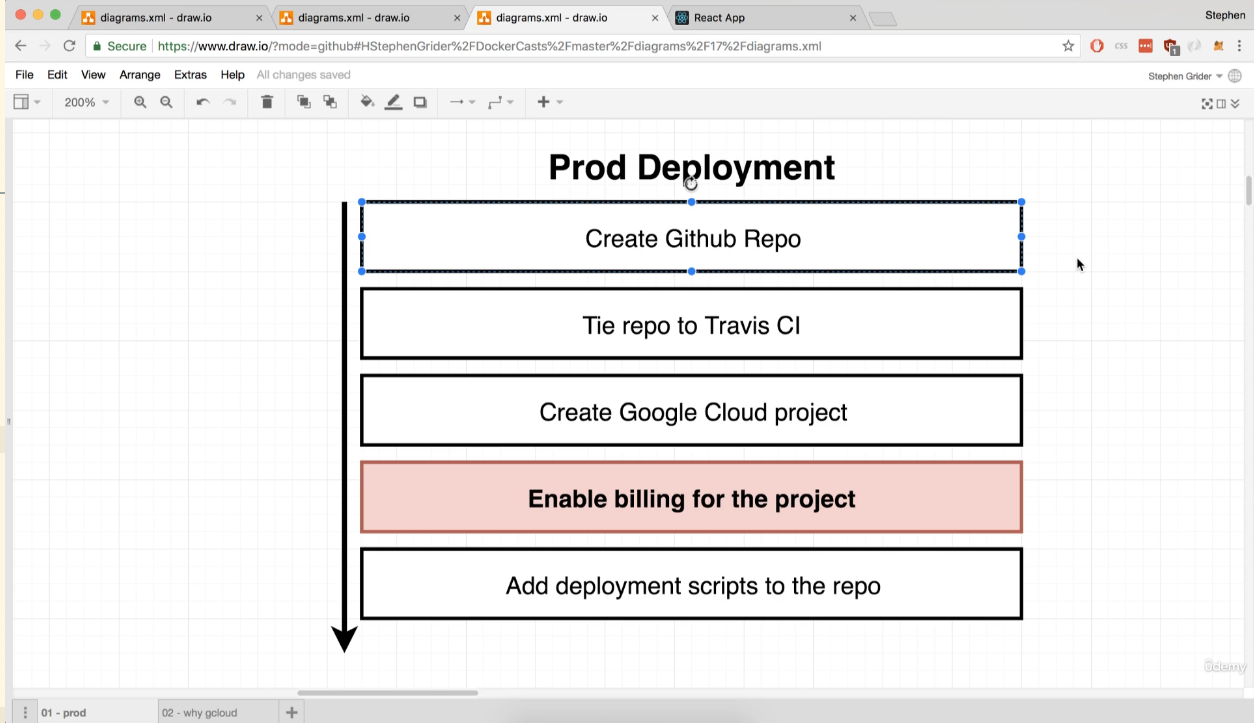 diagrams.xml - draw.io
diagrams.xml - draw.io
diagrams.xml - draw.io
React App
Stephen
Secure
https://www.draw.io/?mode=github#HStephenGrider%2FDockerCasts%2Fmaster%2Fdiagrams%2F17%2Fdiagrams.xml
css
1
File Edit View Arrange Extras Help All changes saved
Stephen Grider
200%
Prod Deployment
Create Github Repo
Tie repo to Travis CI
Create Google Cloud project
Enable billing for the project
Add deployment scripts to the repo
udemy
01 - prod
02 - why gcloud